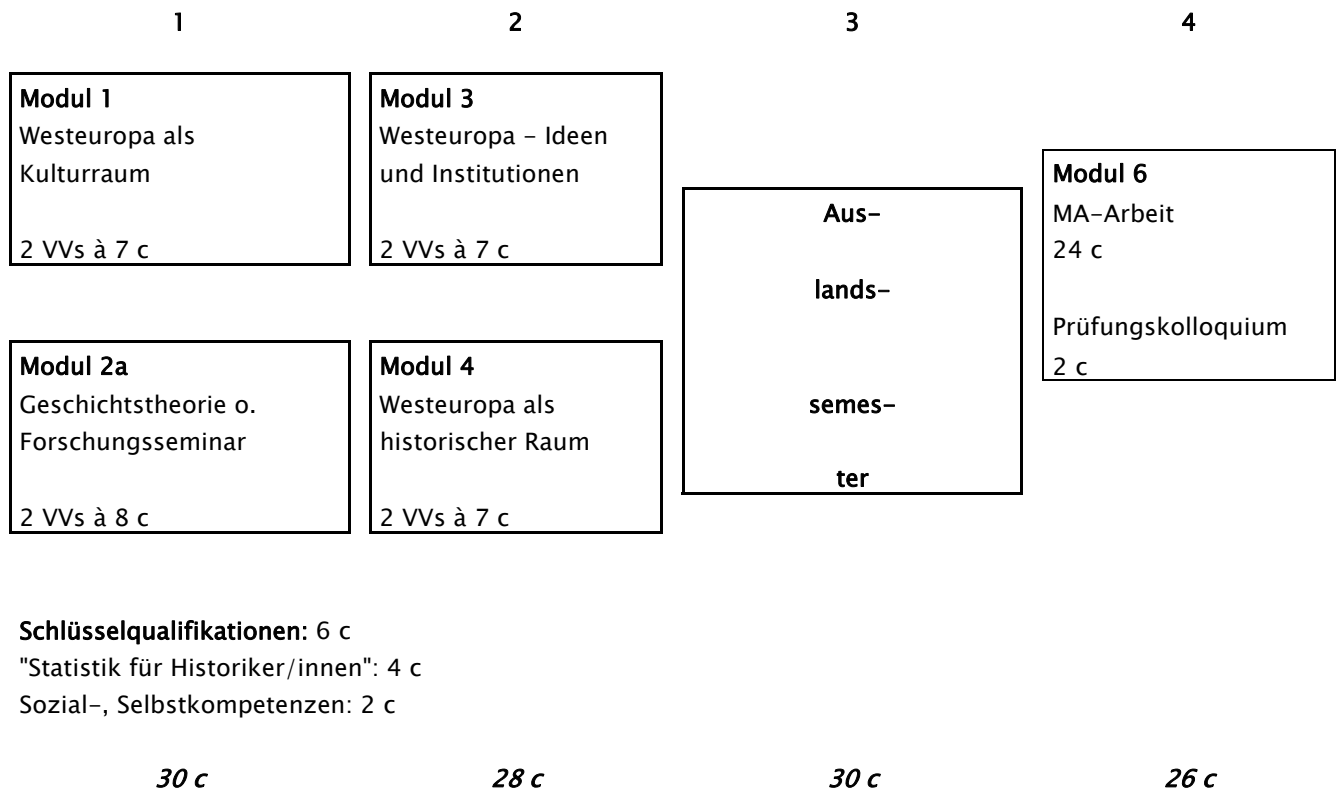 1 2 3 4
Modul 1
Westeuropa als
Kulturraum
2 VVs à 7 c
Modul 3
Westeuropa – Ideen
und Institutionen
2 VVs à 7 c
Modul 2a
Geschichtstheorie o.
Forschungsseminar
2 VVs à 8 c
Modul 4
Westeuropa als
historischer Raum
2 VVs à 7 c
Aus–
lands–
semes–
ter
Modul 6
MA–Arbeit
24 c
Prüfungskolloquium
2 c
Schlüsselqualifikationen: 6 c
"Statistik für Historiker/innen": 4 c
Sozial–, Selbstkompetenzen: 2 c
30 c 28 c 30 c 26 c